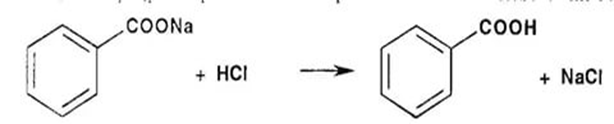 COONa
+ HCl
COOH
+ NaCl